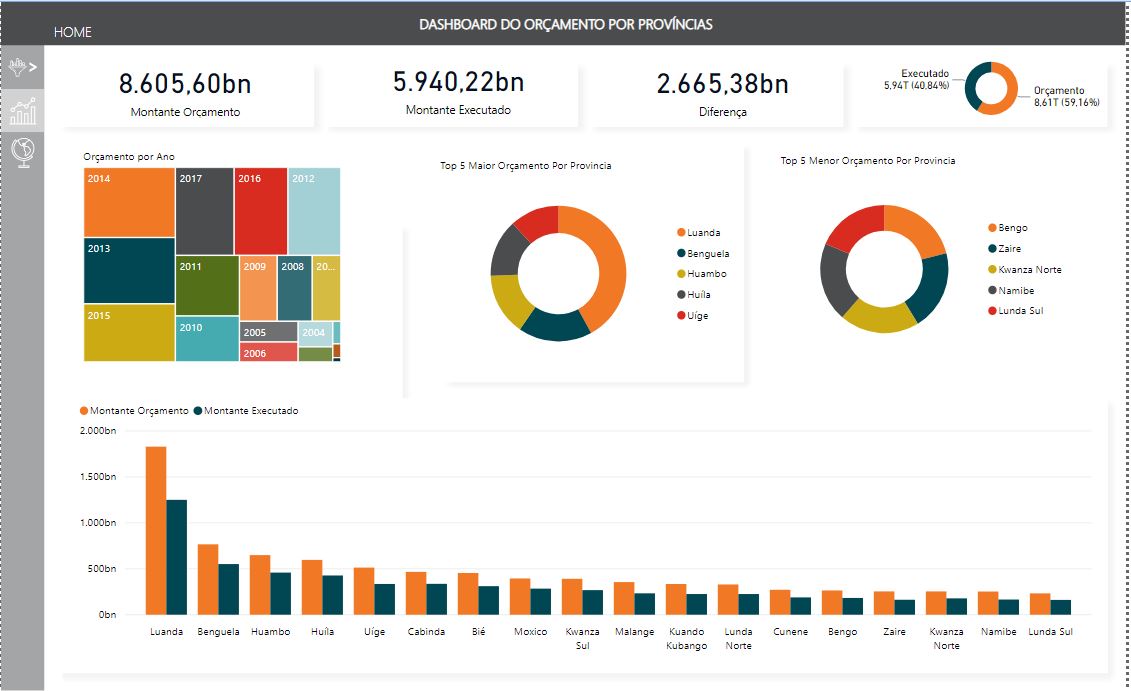 DASHBOARD DO ORÇAMENTO POR PROVÍNCIAS
HOME
8.605,60bn
Montante Orçamento
5.940,22bn
Montante Executado
2.665,38bn
Diferença
Executado
5,94T (40,84%)
Orçamento
8,61T (59,16%)
Orçamento por Ano
2014
2017
2016
2012
2013
2011
2009
2008
20...
2015
2010
2005
2004
2006
Top 5 Maior Orçamento Por Provincia
Luanda
Benguela
Huambo
Huíla
Uíge
Top 5 Menor Orçamento Por Provincia
Bengo
Zaire
Kwanza Norte
Namibe
Lunda Sul
Montante Orçamento Montante Executado
2.000bn
1.500bn
1.000bn
500bn
0bn
Luanda Benguela Huambo Huíla Uíge Cabinda Bié Moxico Kwanza Malange Kuando Lunda Cunene Bengo Zaire Kwanza Namibe Lunda Sul
Sul Kubango Norte Norte